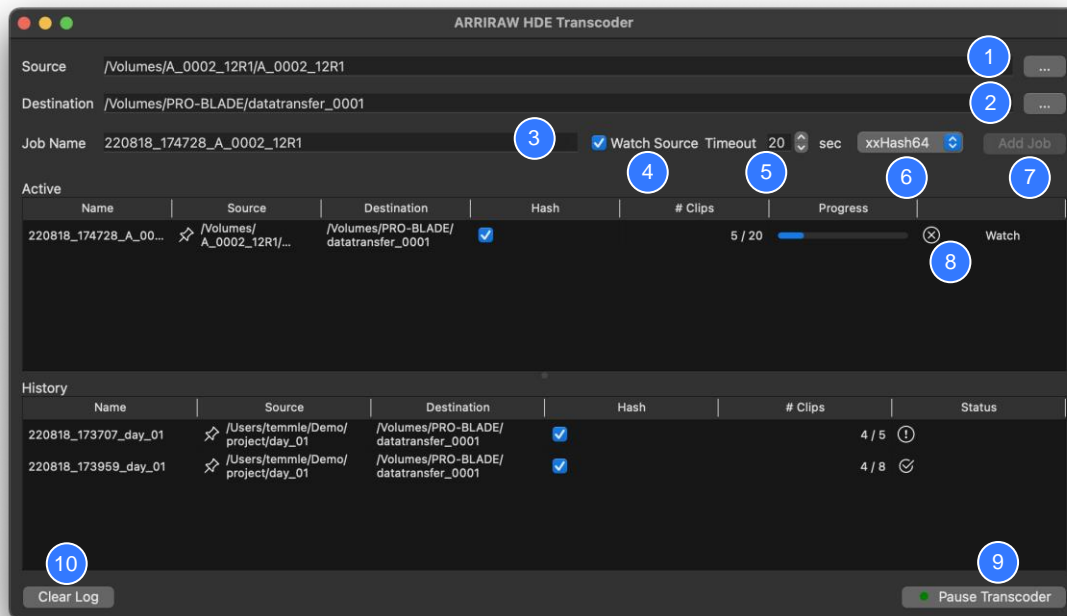 ARRIRAW HDE Transcoder
1
Source /Volumes/A_0002_12R1/A_0002_12R1 ...
2
Destination /Volumes/PRO-BLADE/datatransfer_0001 ...
3
Job Name 220818_174728_A_0002_12R1 Watch Source Timeout 20 sec xxHash64 Add Job
4 5 6 7
Active
Name Source Destination Hash # Clips Progress
220818_174728_A_00... /Volumes/ A_0002_12R1/... /Volumes/PRO-BLADE/ datatransfer_0001 5 / 20 Watch
8
History
Name Source Destination Hash # Clips Status
220818_173707_day_01 /Users/temmle/Demo/ project/day_01 /Volumes/PRO-BLADE/ datatransfer_0001 4 / 5
220818_173959_day_01 /Users/temmle/Demo/ project/day_01 /Volumes/PRO-BLADE/ datatransfer_0001 4 / 8
10 9
Clear Log Pause Transcoder